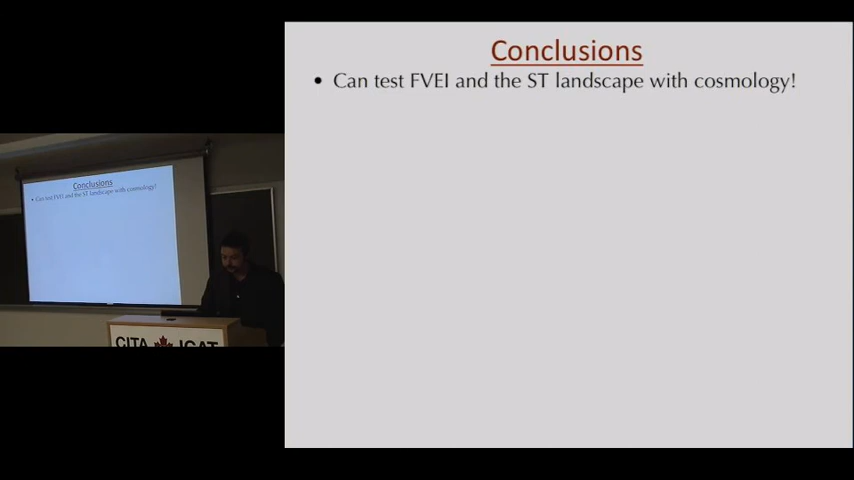 Conclusions
• Can test FVEI and the ST landscape with cosmology!
Conclusions
• Can test FVEI and the ST landscape with cosmology!
CITA ICAT